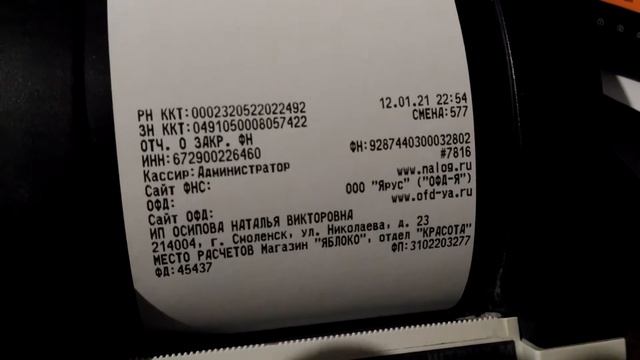 РН ККТ:0002320522022492 12.01.21 22:54
ЗН ККТ:0491050008057422 СМЕНА:577
ОТЧ. О ЗАКР. ФН
ИНН:672900226460 ФН:9287440300032802
Кассир:Администратор #7816
Сайт ФНС: www.nalog.ru
ОФД: ООО "Ярус" ("ОФД-Я")
Сайт ОФД: www.ofd-ya.ru
ИП ОСИПОВА НАТАЛЬЯ ВИКТОРОВНА
214004, г. Смоленск, ул. Николаева, д. 23
МЕСТО РАСЧЕТОВ Магазин "ЯБЛОКО", отдел "КРАСОТА"
ФД:45437 ФП:3102203277